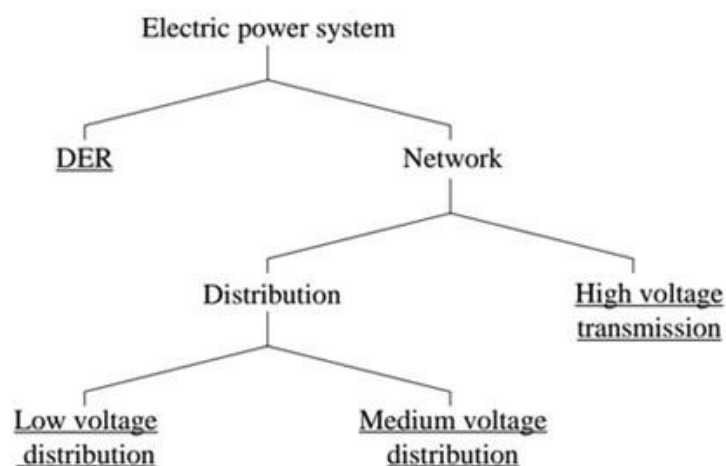 Electric power system
DER
Network
Distribution
High voltage
transmission
Low voltage
distribution
Medium voltage
distribution